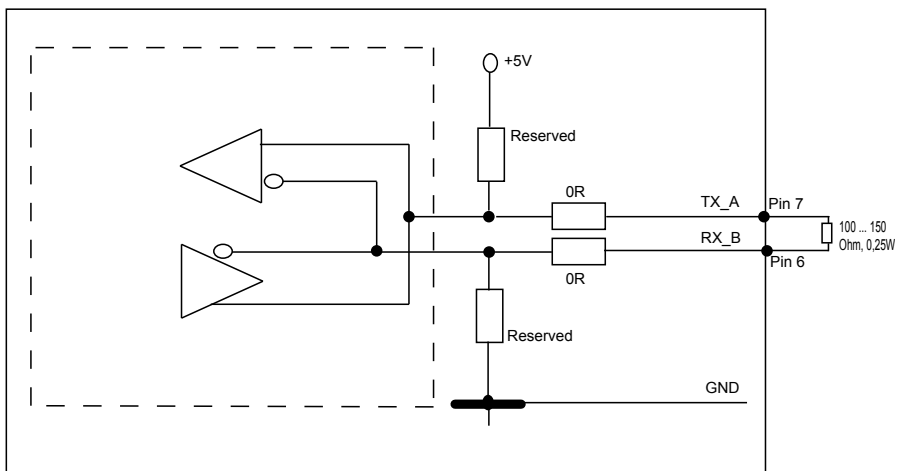 +5V
Reserved
0R
TX_A
Pin 7
100 ... 150
Ohm, 0,25W
RX_B
Pin 6
0R
Reserved
GND